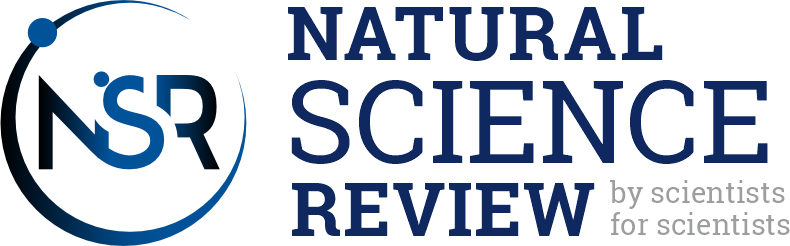 NSR
NATURAL
SCIENCE
REVIEW
by scientists
for scientists